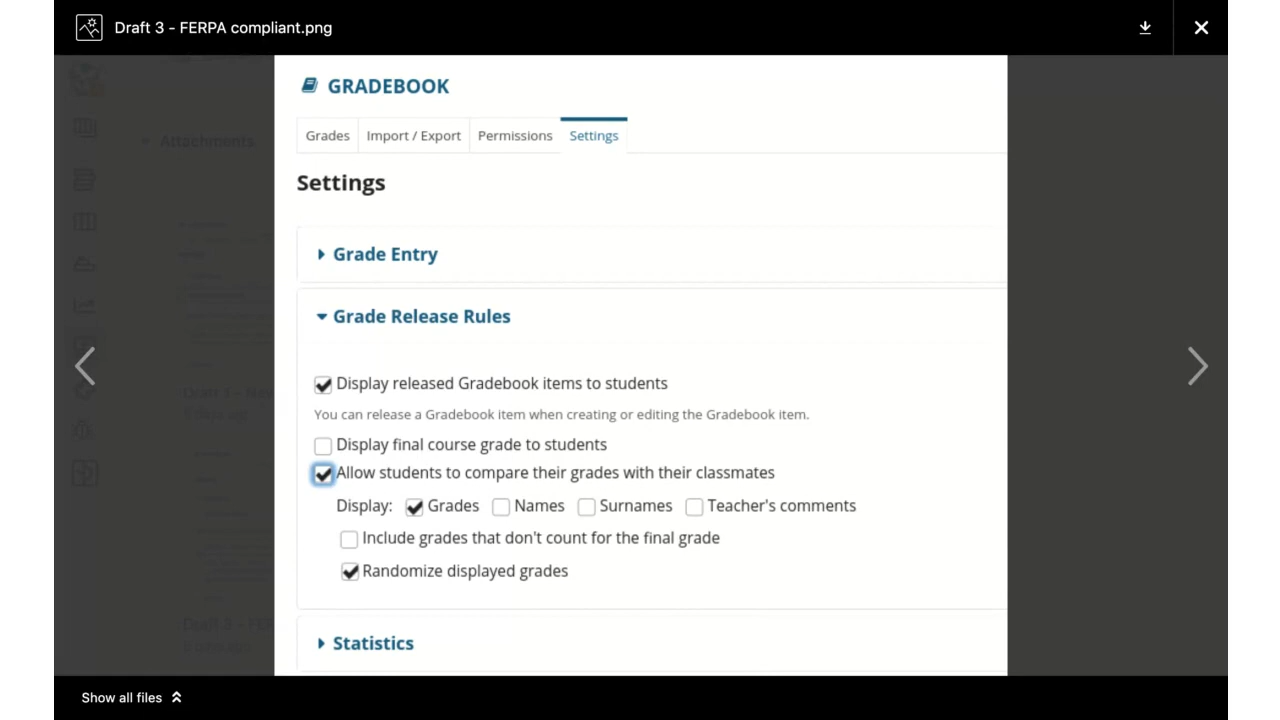 Draft 3 - FERPA compliant.png
GRADEBOOK
Grades Import / Export Permissions Settings
Settings
Attachments
Grade Entry
Grade Release Rules
Display released Gradebook items to students
You can release a Gradebook item when creating or editing the Gradebook item.
Display final course grade to students
Allow students to compare their grades with their classmates
Display: Grades Names Surnames Teacher's comments
Include grades that don't count for the final grade
Randomize displayed grades
Statistics
Show all files